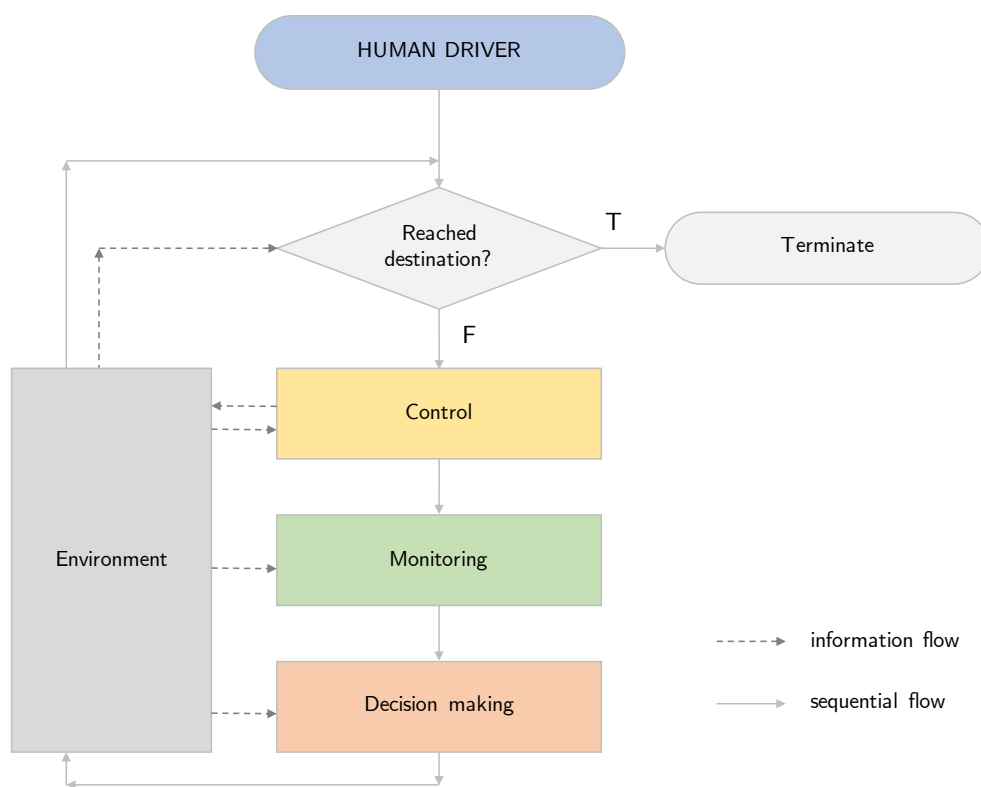 HUMAN DRIVER
T
Reached
destination?
Terminate
F
Control
Environment
Monitoring
information flow
Decision making
sequential flow